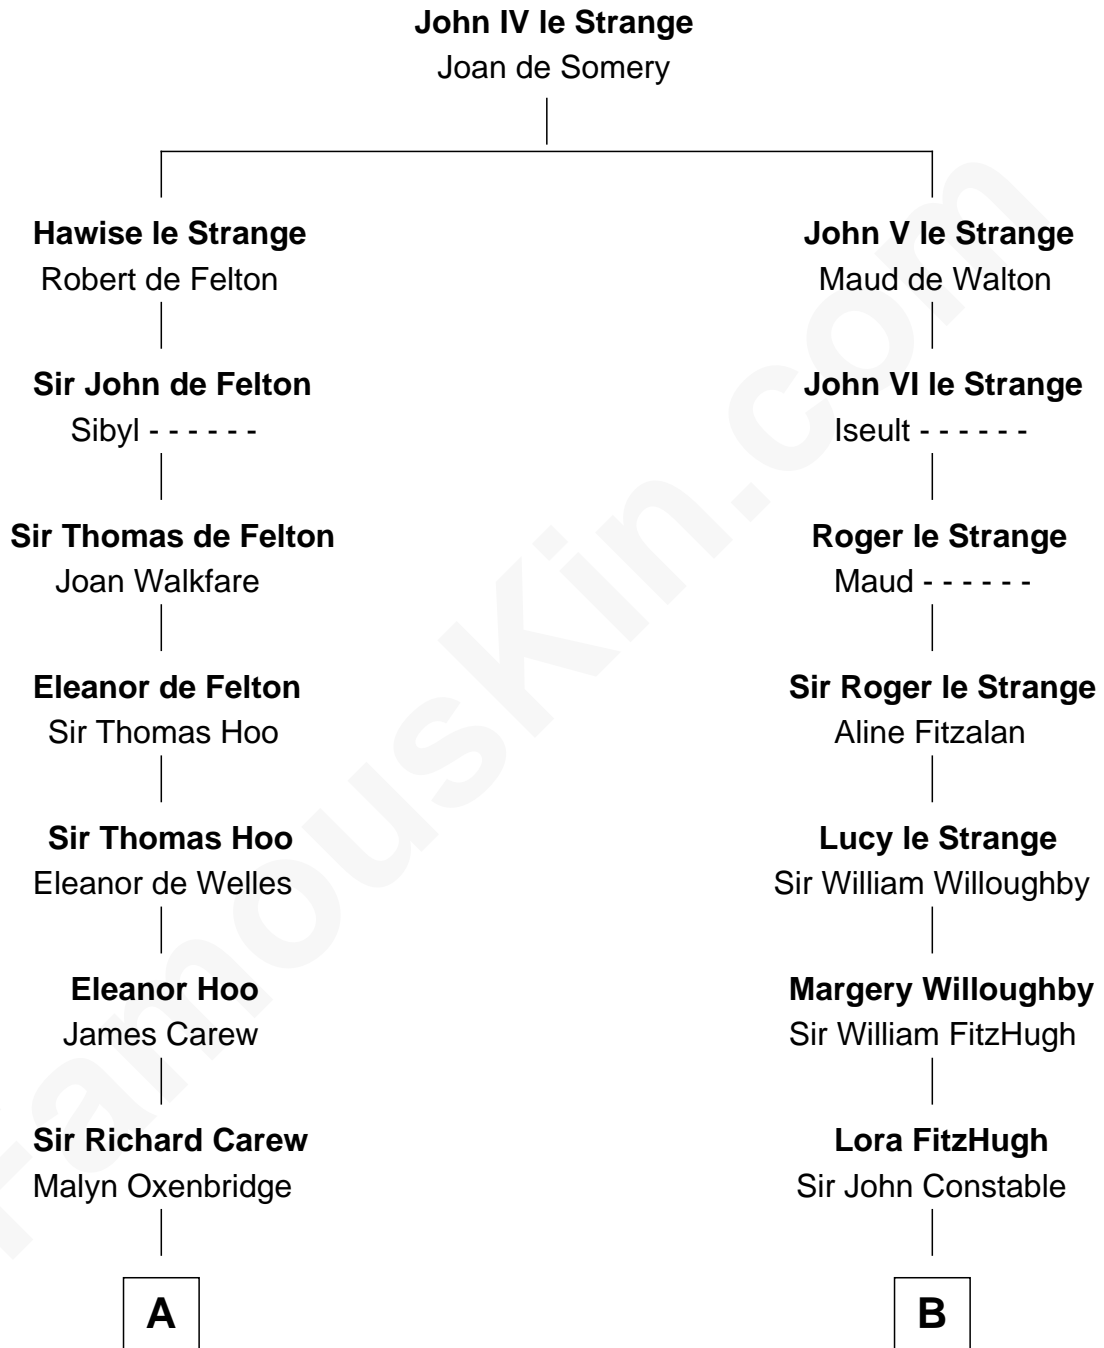 John IV le Strange
Joan de Somery
Hawise le Strange
Robert de Felton
Sir John de Felton
Sibyl - - - - - -
Sir Thomas de Felton
Joan Walkfare
Eleanor de Felton
Sir Thomas Hoo
Sir Thomas Hoo
Eleanor de Welles
Eleanor Hoo
James Carew
Sir Richard Carew
Malyn Oxenbridge
A
John V le Strange
Maud de Walton
John VI le Strange
Iseult - - - - - -
Roger le Strange
Maud - - - - - -
Sir Roger le Strange
Aline Fitzalan
Lucy le Strange
Sir William Willoughby
Margery Willoughby
Sir William FitzHugh
Lora FitzHugh
Sir John Constable
B
FamousKin.com